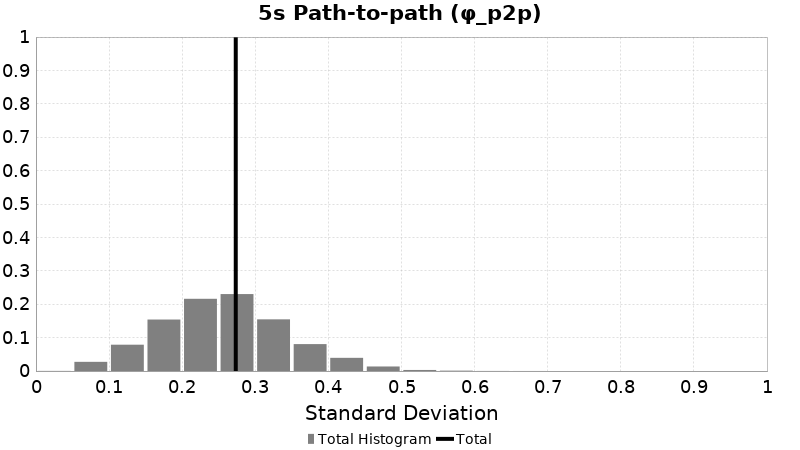 5s Path-to-path (φ_p2p)
1
0.9
0.8
0.7
0.6
0.5
0.4
0.3
0.2
0.1
0
0 0.1 0.2 0.3 0.4 0.5 0.6 0.7 0.8 0.9 1
Standard Deviation
Total Histogram Total